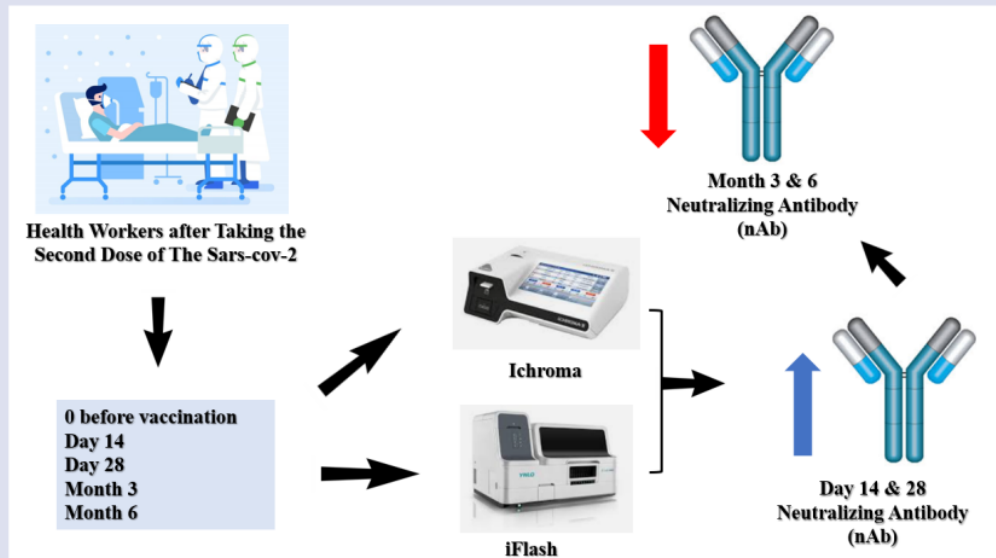 Health Workers after Taking the
Second Dose of The Sars-cov-2
0 before vaccination
Day 14
Day 28
Month 3
Month 6
Ichroma
YHLO
iFlash
Day 14 & 28
Neutralizing Antibody
(nAb)
Month 3 & 6
Neutralizing Antibody
(nAb)